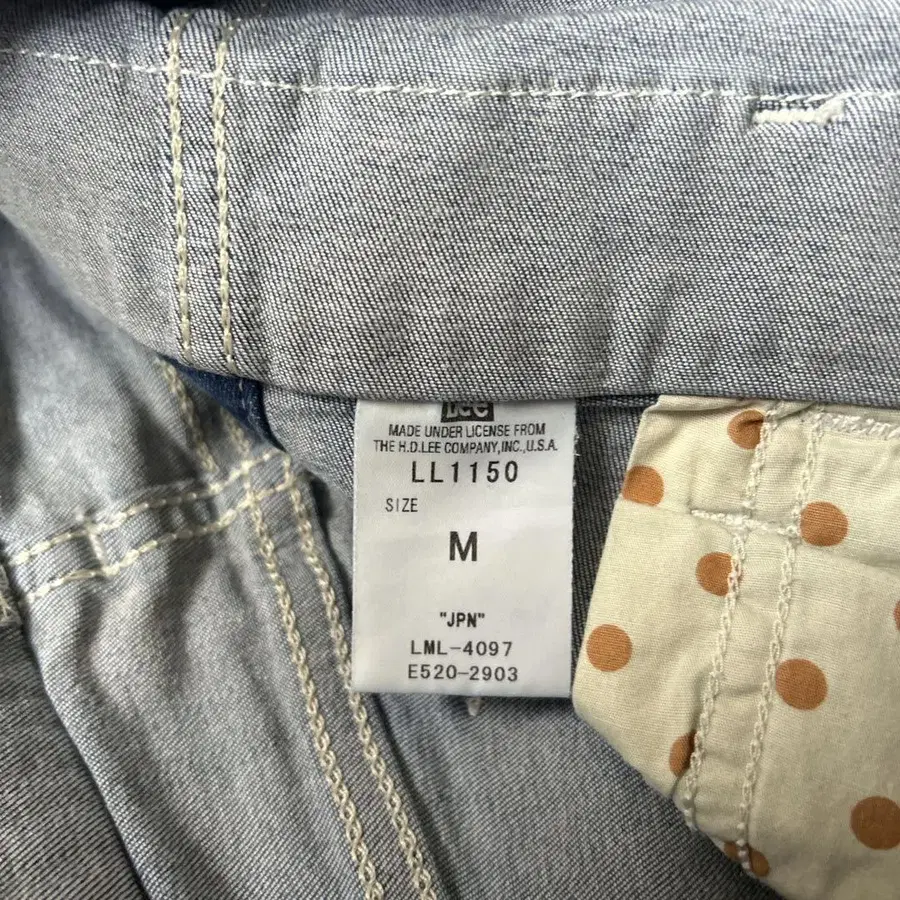 Lee
MADE UNDER LICENSE FROM
THE H.D.LEE COMPANY,INC.,U.S.A.
LL1150
SIZE
M
"JPN"
LML-4097
E520-2903